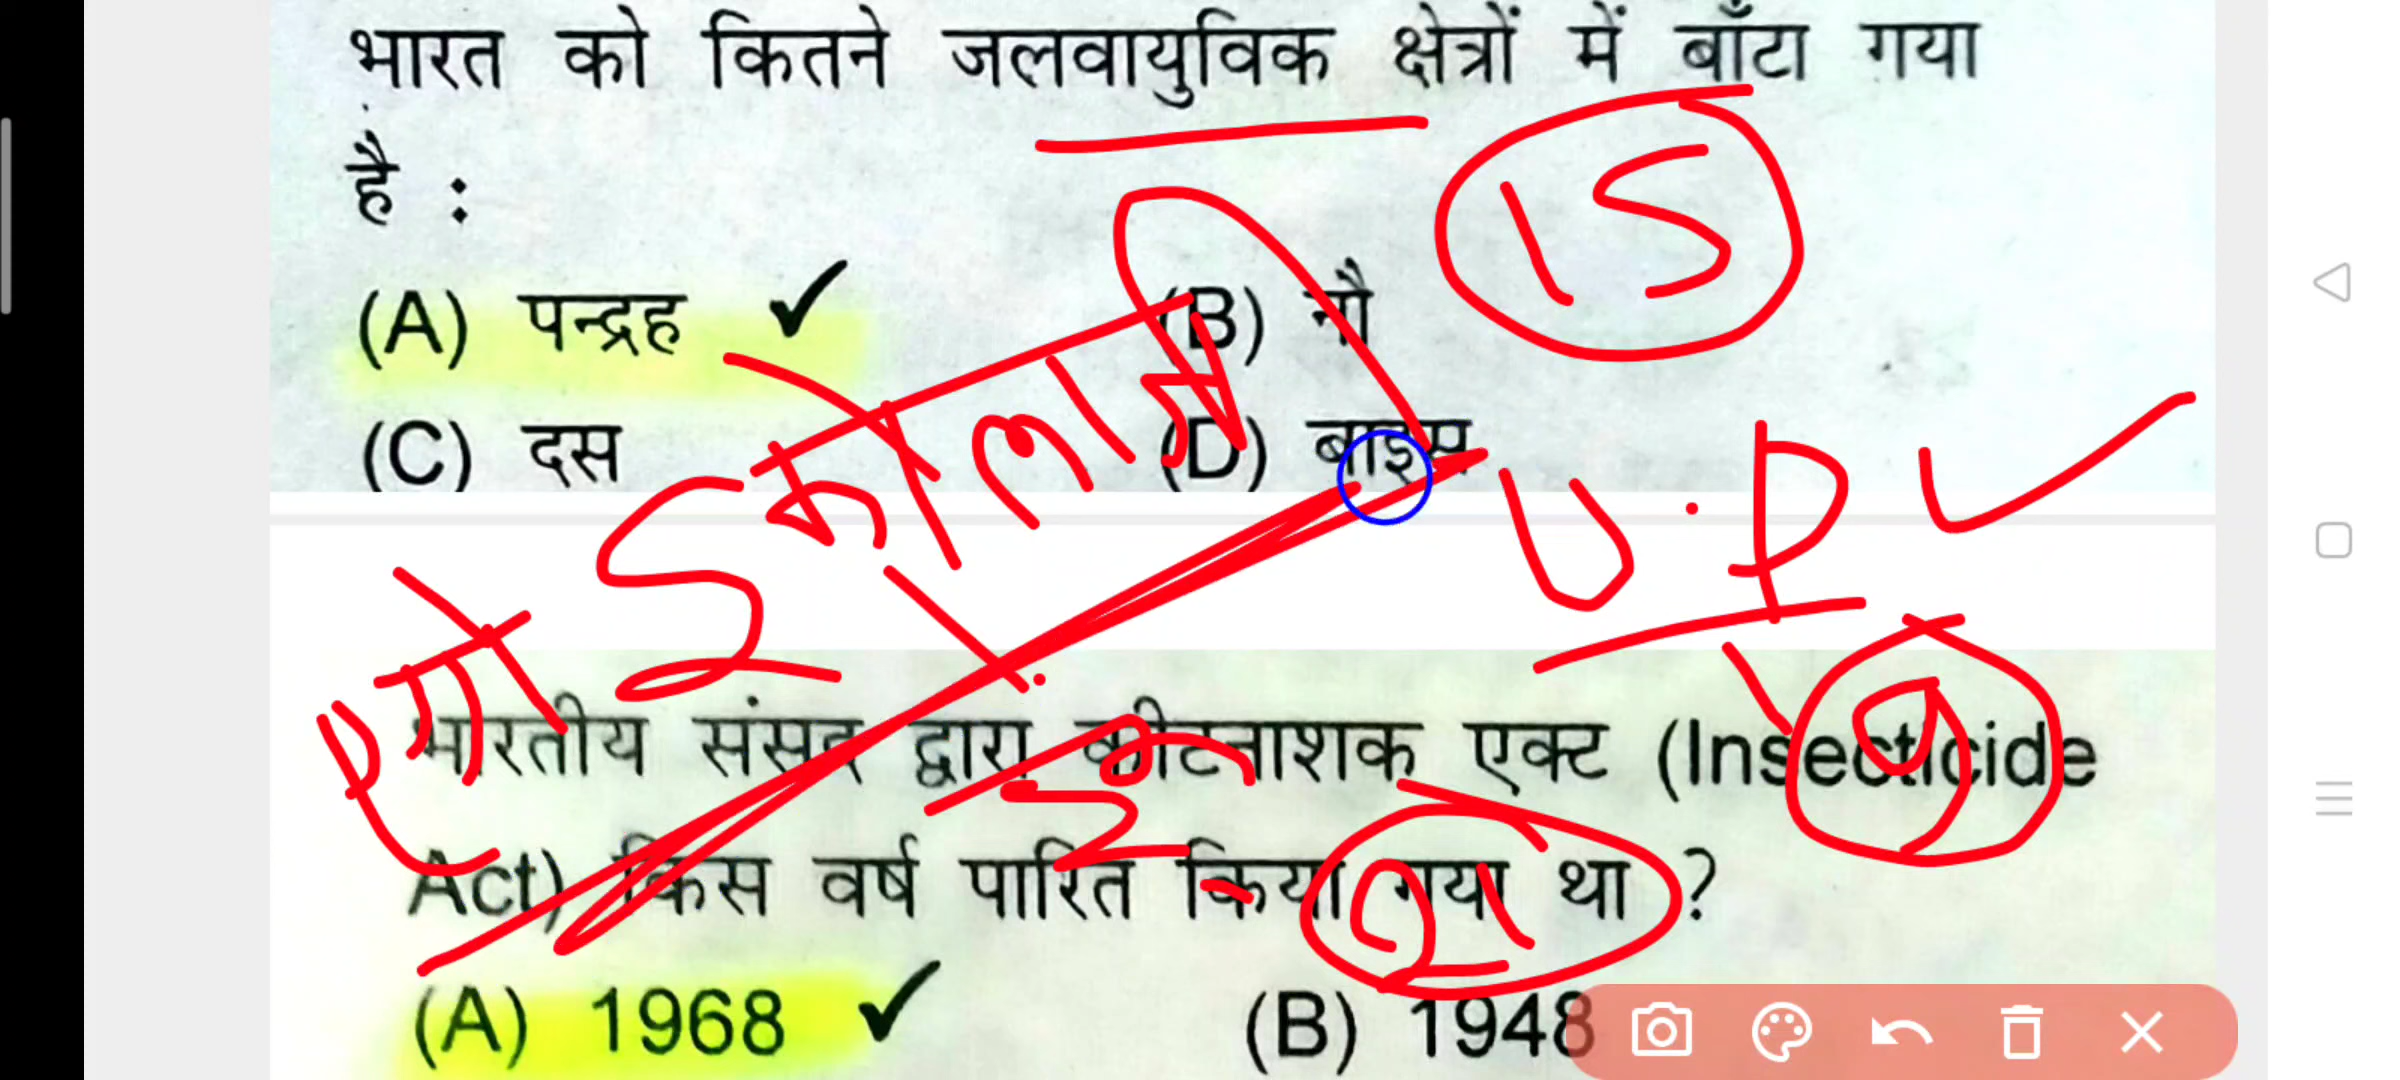 भारत को कितने जलवायुविक क्षेत्रों में बाँटा गया
है :
15
(A) पन्द्रह ✓ (B) नौ
(C) दस (D) बाइस
U.P ✓
भारतीय संसद द्वारा कीटनाशक एक्ट (Insecticide
Act) किस वर्ष पारित किया गया था ?
(A) 1968 ✓ (B) 1948